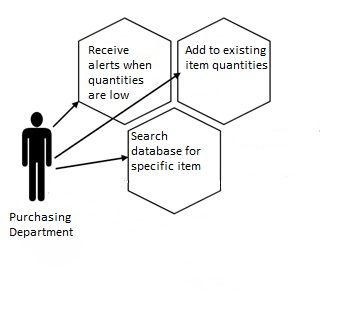 Receive
alerts when
quantities
are low
Add to existing
item quantities
Search
database for
specific item
Purchasing
Department